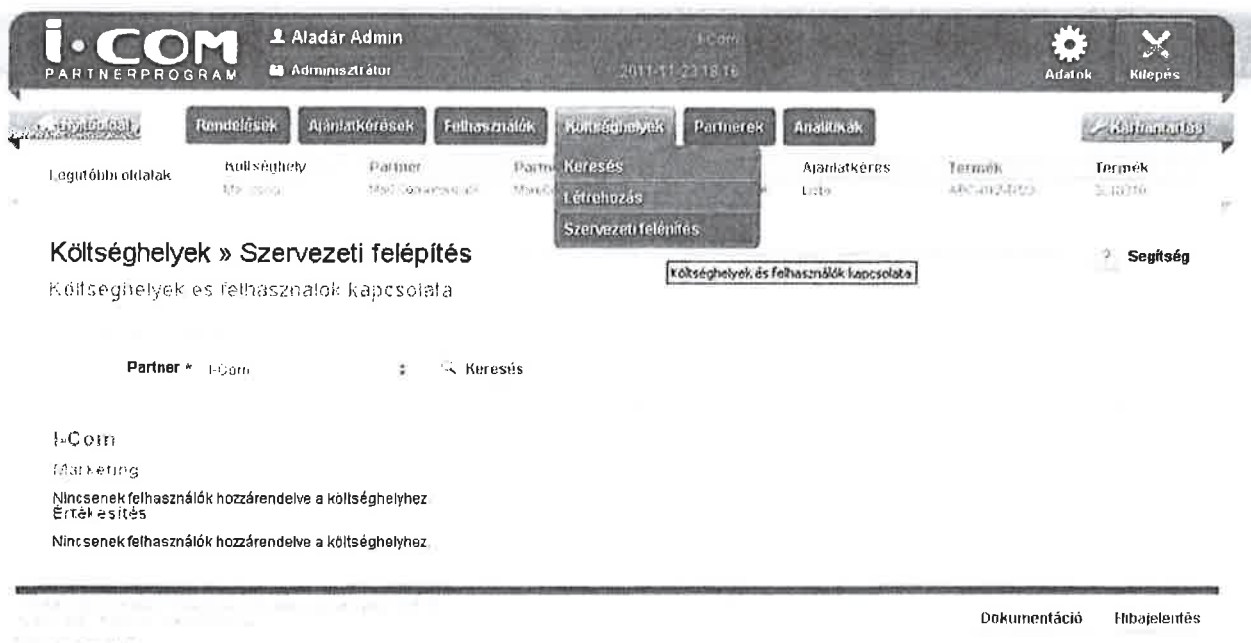 i·COM
PARTNERPROGRAM
Aladár Admin
Adminisztrátor
I-Com
2011-11-23 18:16
Adatok
Kilépés
Nyitóoldal
Rendelések
Ajánlatkérések
Felhasználók
Költséghelyek
Partnerek
Analitikák
Karbantartás
Keresés
Létrehozás
Szervezeti felépítés
Legutóbbi oldalak
Költséghely
Partner
Ajánlatkérés
Lista
Termék
Termék
Költséghelyek » Szervezeti felépítés
Költséghelyek és felhasználók kapcsolata
költséghelyek és felhasználók kapcsolata
? Segítség
Partner * I-Com
Keresés
I-Com
Marketing
Nincsenek felhasználók hozzárendelve a költséghelyhez.
Értékesítés
Nincsenek felhasználók hozzárendelve a költséghelyhez.
Dokumentáció
Hibajelentés